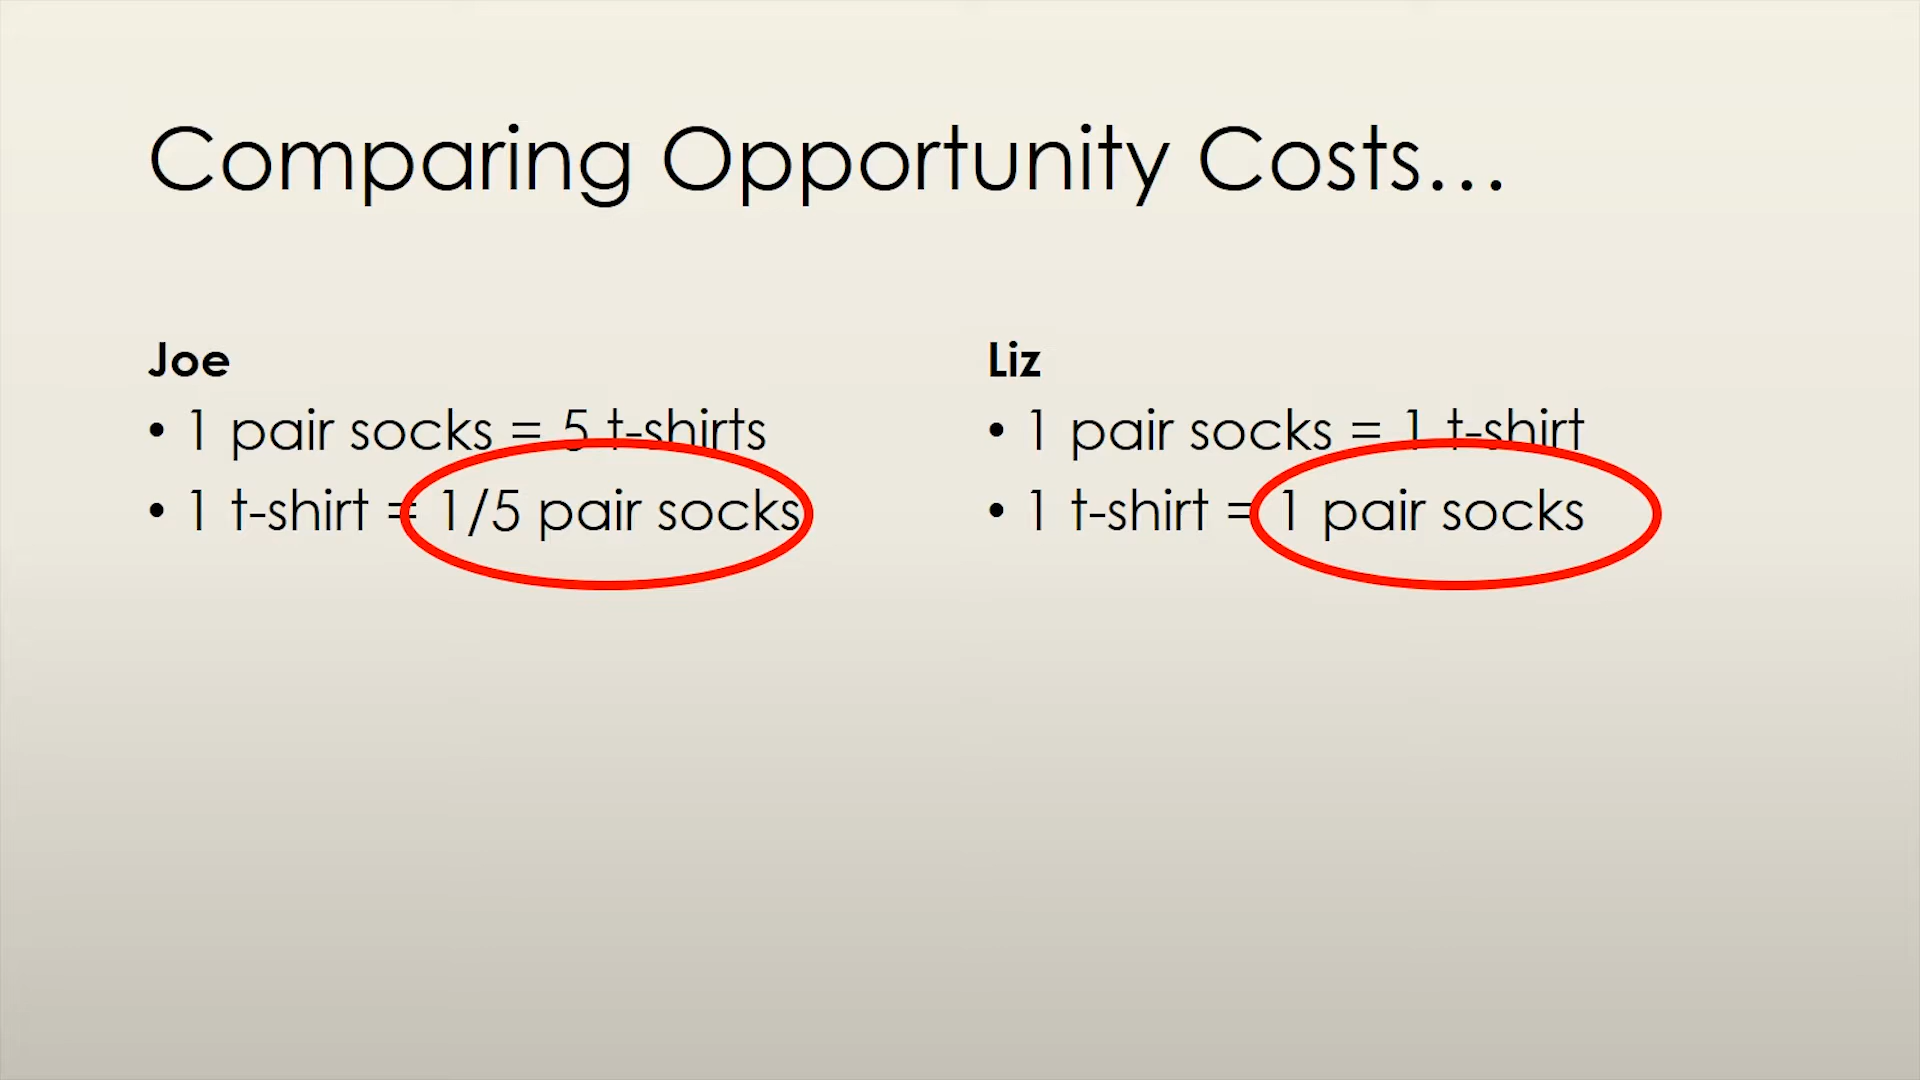 Comparing Opportunity Costs...
Joe
• 1 pair socks = 5 t-shirts
• 1 t-shirt = 1/5 pair socks
Liz
• 1 pair socks = 1 t-shirt
• 1 t-shirt = 1 pair socks